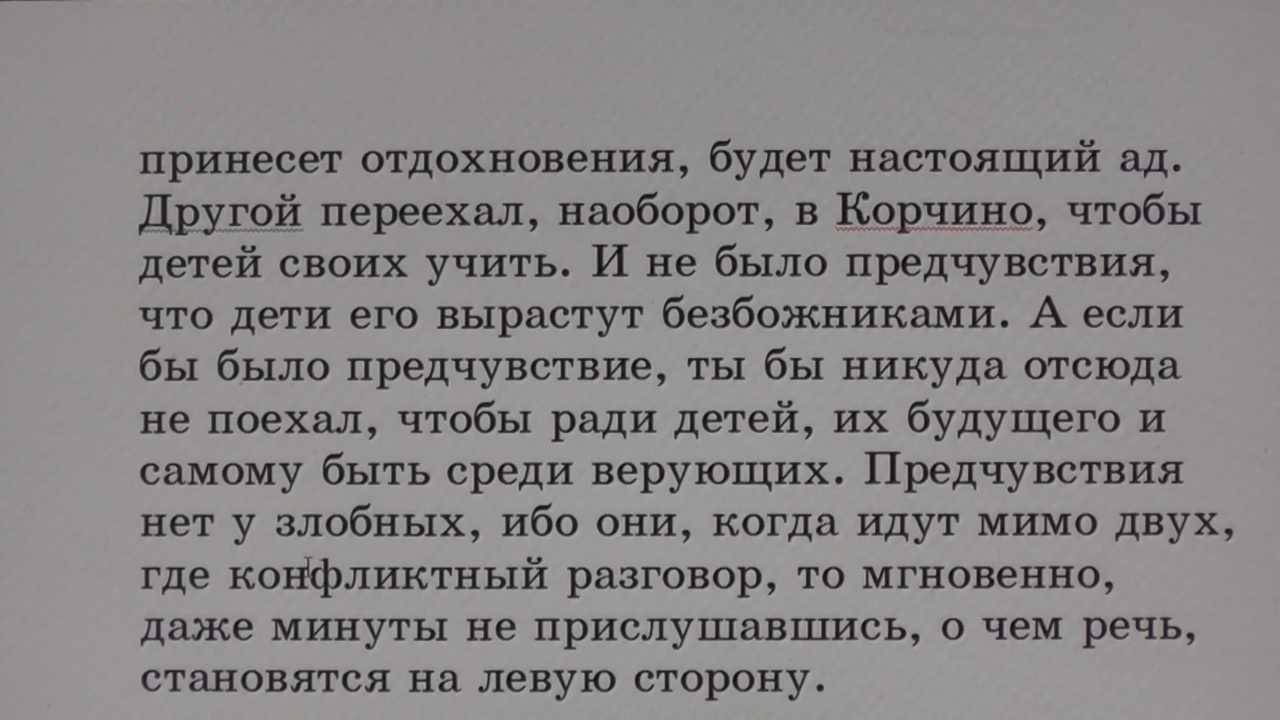 принесет отдохновения, будет настоящий ад.
Другой переехал, наоборот, в Корчино, чтобы
детей своих учить. И не было предчувствия,
что дети его вырастут безбожниками. А если
бы было предчувствие, ты бы никуда отсюда
не поехал, чтобы ради детей, их будущего и
самому быть среди верующих. Предчувствия
нет у злобных, ибо они, когда идут мимо двух,
где конфликтный разговор, то мгновенно,
даже минуты не прислушавшись, о чем речь,
становятся на левую сторону.